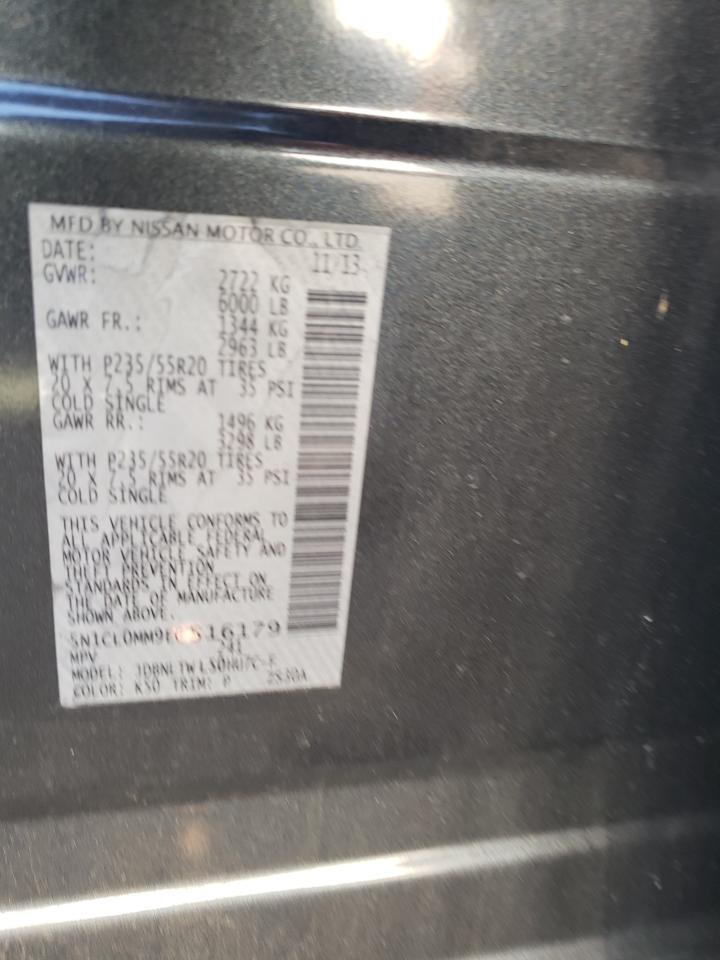 MFD BY NISSAN MOTOR CO., LTD.
DATE: 11/13
GVWR: 2722 KG
6000 LB
GAWR FR.: 1344 KG
2963 LB
WITH P235/55R20 TIRES
20 X 7.5 RIMS AT 35 PSI
COLD SINGLE
GAWR RR.: 1496 KG
3298 LB
WITH P235/55R20 TIRES
20 X 7.5 RIMS AT 35 PSI
COLD SINGLE
THIS VEHICLE CONFORMS TO
ALL APPLICABLE FEDERAL
MOTOR VEHICLE SAFETY AND
THEFT PREVENTION
STANDARDS IN EFFECT ON
THE DATE OF MANUFACTURE
SHOWN ABOVE.
MPV
MODEL:
COLOR: K50 TRIM: P